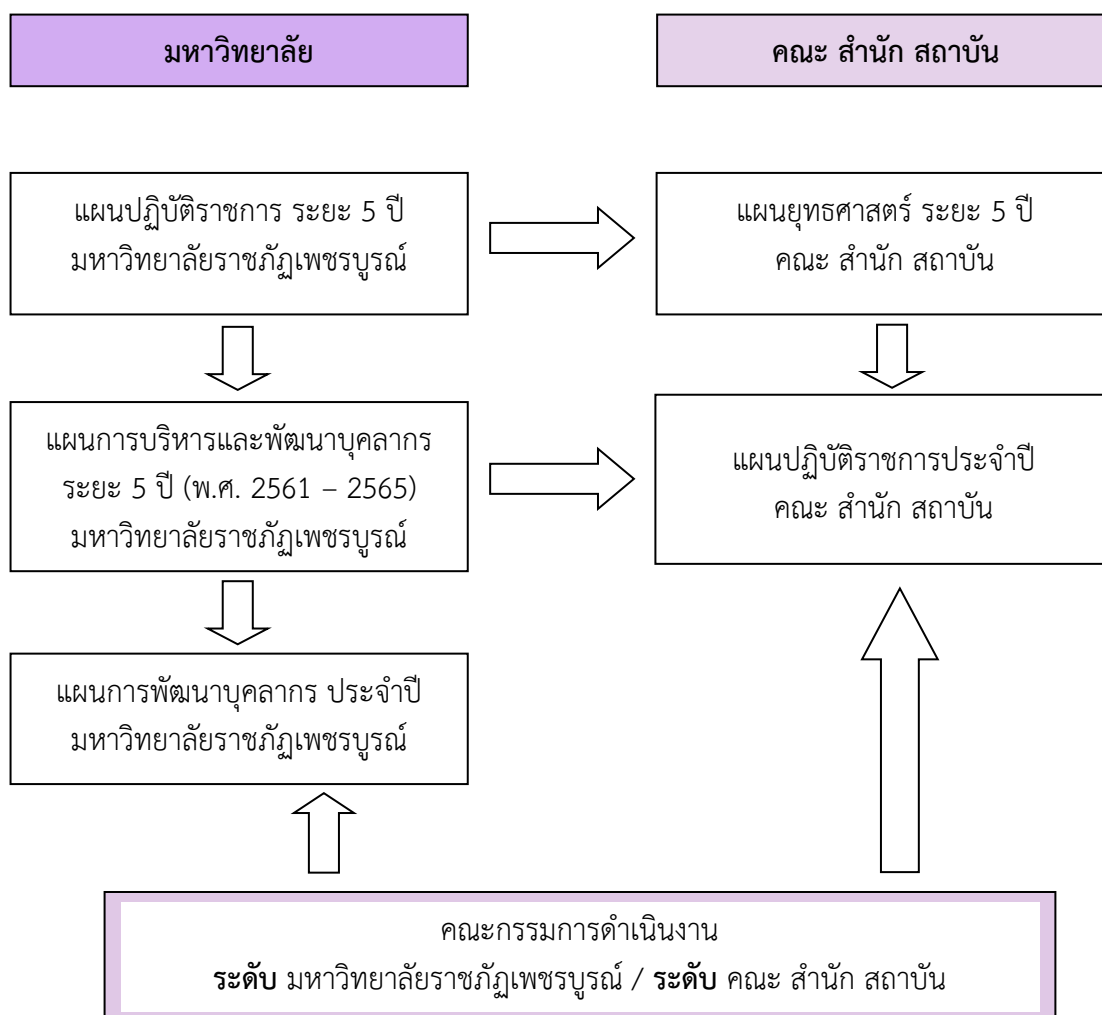 มหาวิทยาลัย
คณะ สำนัก สถาบัน
แผนปฏิบัติราชการ ระยะ 5 ปี
มหาวิทยาลัยราชภัฏเพชรบูรณ์
แผนยุทธศาสตร์ ระยะ 5 ปี
คณะ สำนัก สถาบัน
แผนการบริหารและพัฒนาบุคลากร
ระยะ 5 ปี (พ.ศ. 2561 – 2565)
มหาวิทยาลัยราชภัฏเพชรบูรณ์
แผนปฏิบัติราชการประจำปี
คณะ สำนัก สถาบัน
แผนการพัฒนาบุคลากร ประจำปี
มหาวิทยาลัยราชภัฏเพชรบูรณ์
คณะกรรมการดำเนินงาน
ระดับ มหาวิทยาลัยราชภัฏเพชรบูรณ์ / ระดับ คณะ สำนัก สถาบัน